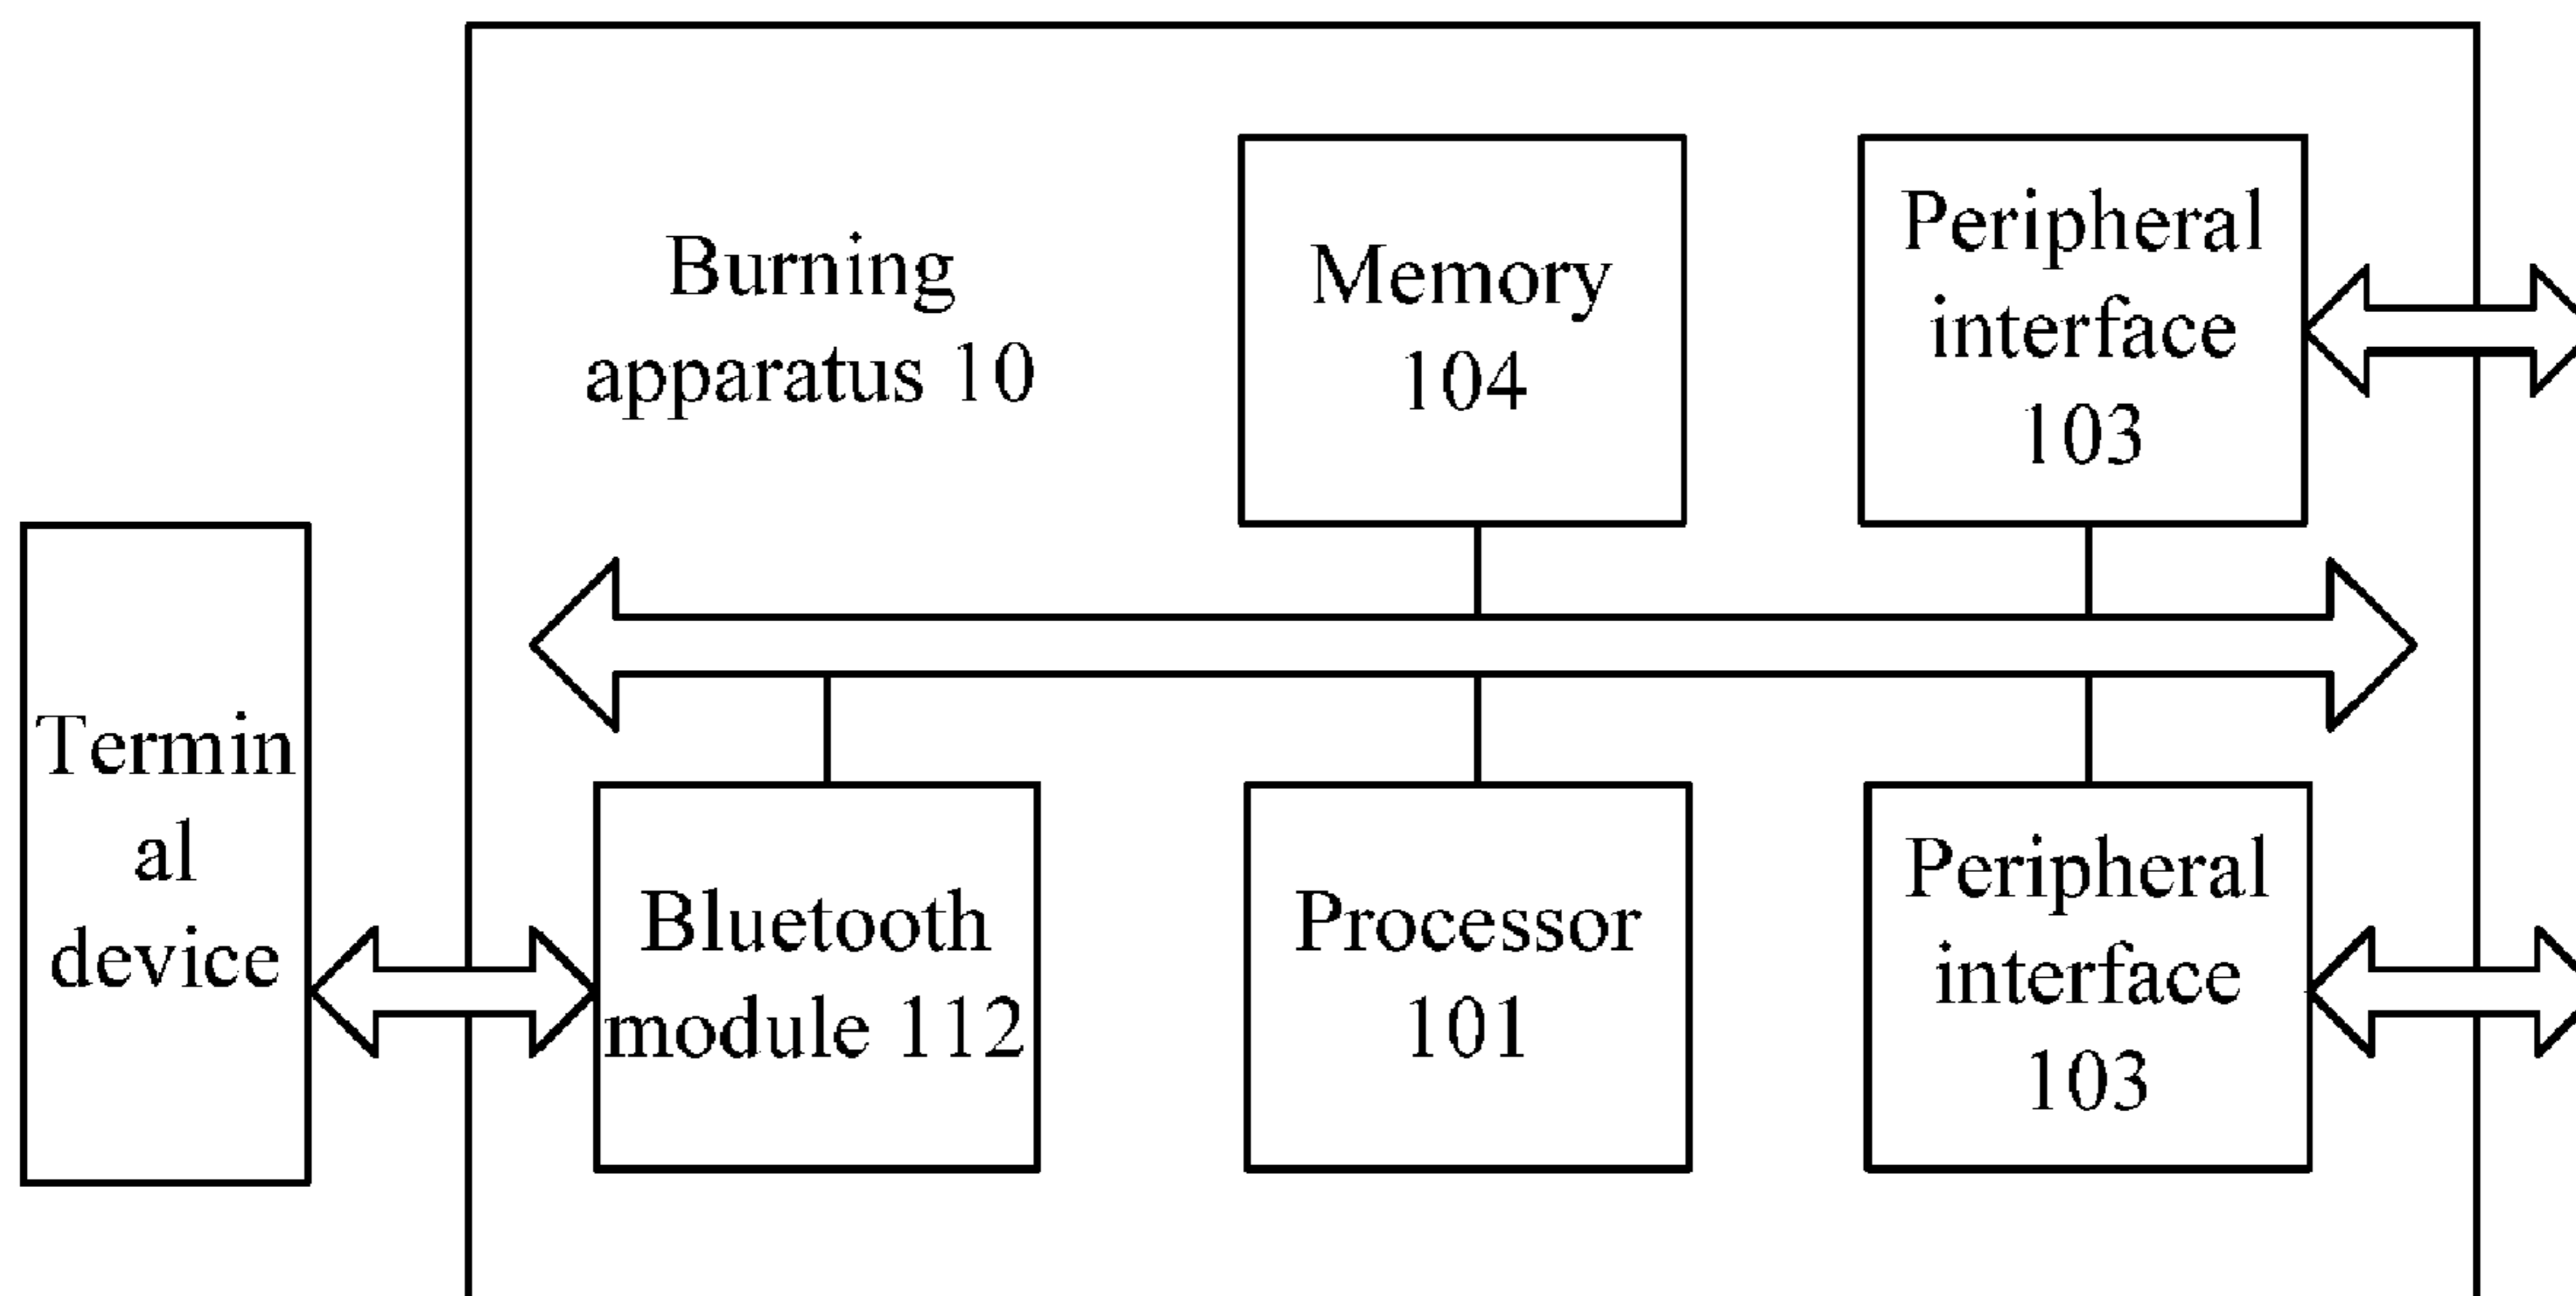 Burning
apparatus 10
Memory
104
Peripheral
interface
103
Termin
al
device
Bluetooth
module 112
Processor
101
Peripheral
interface
103